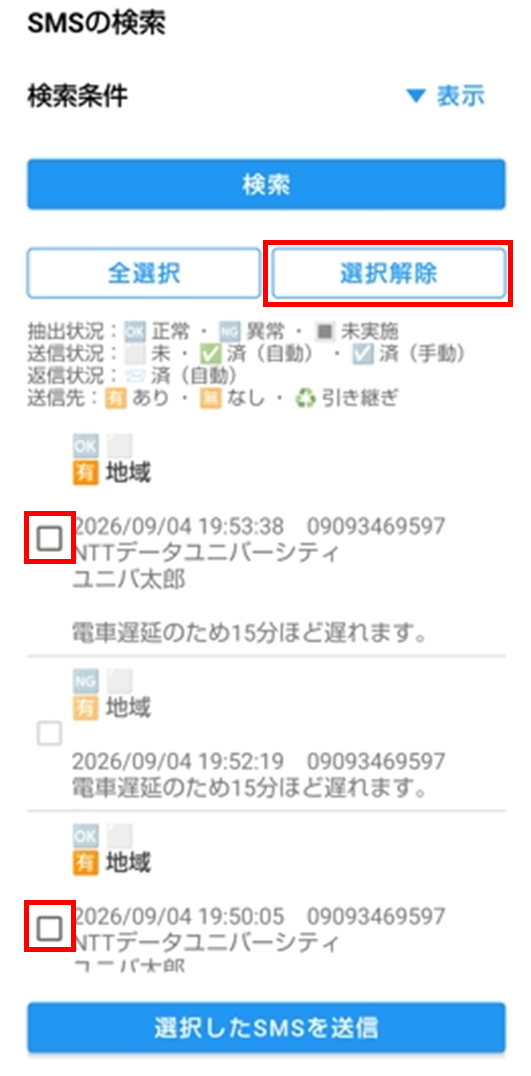 SMSの検索
検索条件 ▼ 表示
検索
全選択 選択解除
抽出状況：🆗 正常 ・ 🆖 異常 ・ 🔳 未実施
送信状況：⬜ 未 ・ ✅ 済（自動） ・ ☑️ 済（手動）
返信状況：📨 済（自動）
送信先：🈶 あり ・ 🈚 なし ・ ♻️ 引き継ぎ
🆗 ⬜
🈶 地域
2026/09/04 19:53:38 09093469597
NTTデータユニバーシティ
ユニバ太郎
電車遅延のため15分ほど遅れます。
🆖 ⬜
🈶 地域
2026/09/04 19:52:19 09093469597
電車遅延のため15分ほど遅れます。
🆗 ⬜
🈶 地域
2026/09/04 19:50:05 09093469597
NTTデータユニバーシティ
ユニバ太郎
選択したSMSを送信